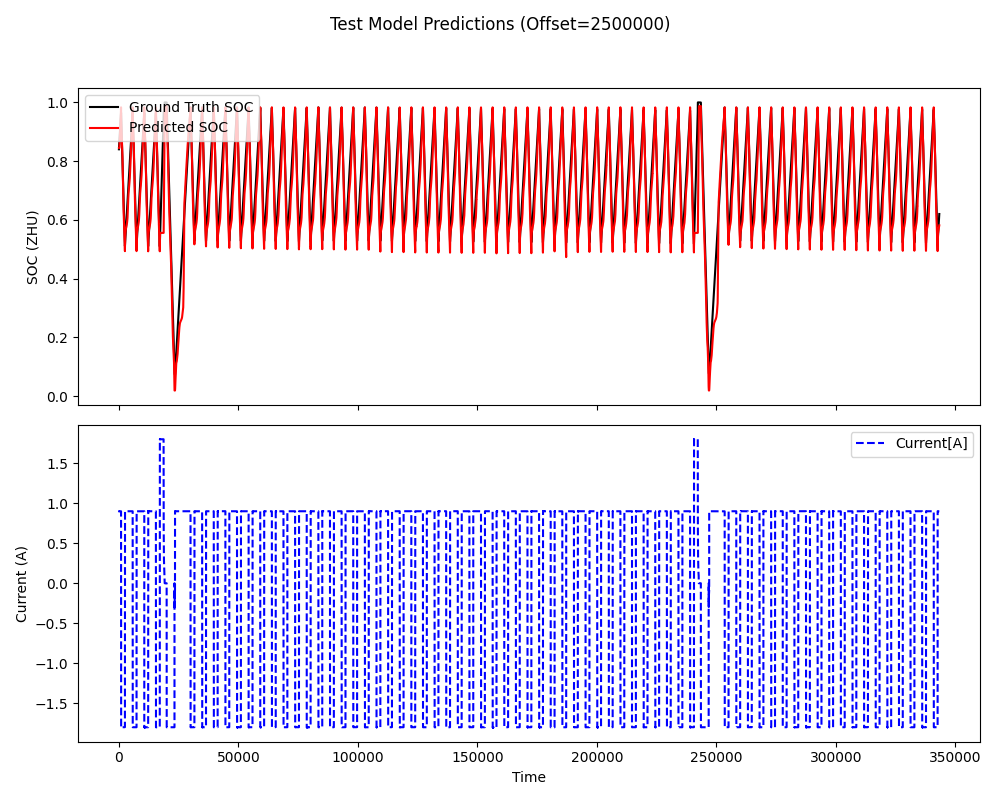 Test Model Predictions (Offset=2500000)
Ground Truth SOC
Predicted SOC
SOC (ZHU)
1.0
0.8
0.6
0.4
0.2
0.0
Current[A]
Current (A)
1.5
1.0
0.5
0.0
−0.5
−1.0
−1.5
0 50000 100000 150000 200000 250000 300000 350000
Time